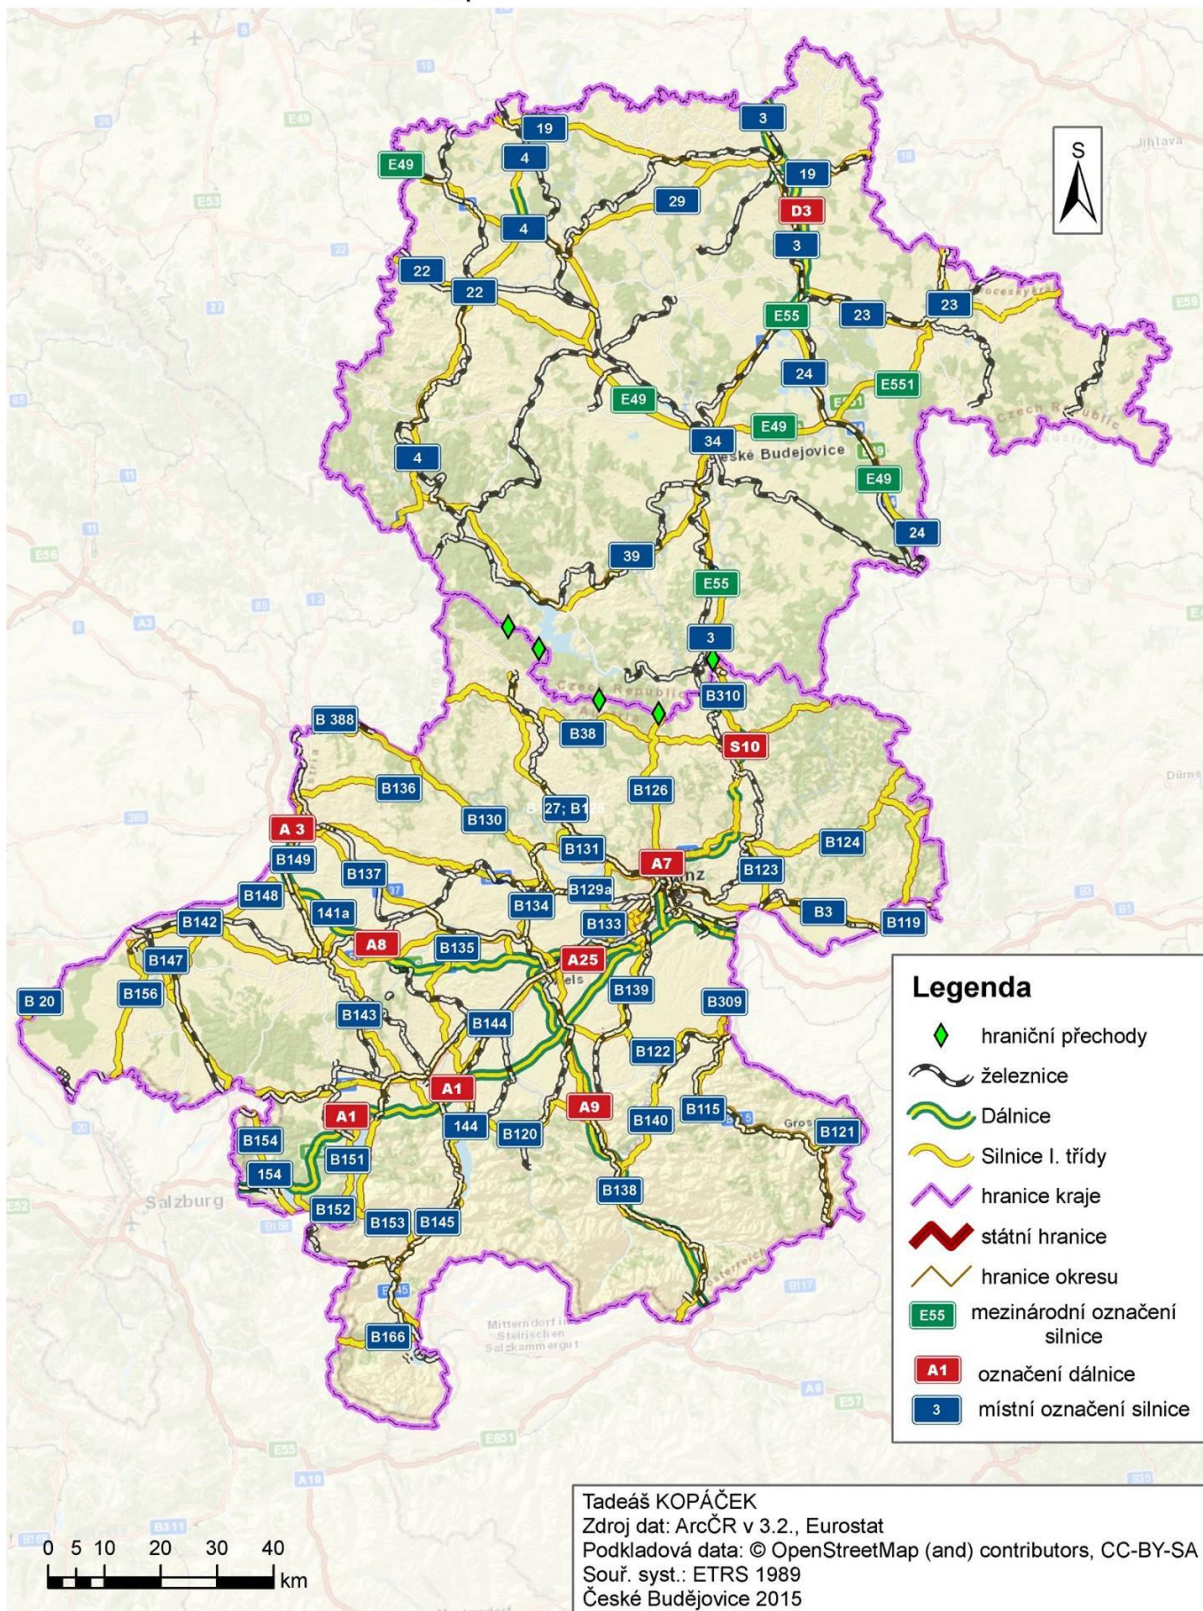 S
3
19
4
E49
19
29
D3
4
3
22
22
23
E55
23
24
E551
E49
34
E49
České Budejovice
4
E49
24
39
E55
3
Czech Republic
B310
B 388
B38
S10
B136
B126
B130
A 3
B131
B124
A7
B149
B137
B123
B148
B129a
B134
141a
B133
B3
B119
B142
A8
B135
A25
B147
B156
B 20
B139
B309
B143
B144
B122
A1
A1
A9
B115
144
B140
B120
B121
B154
B151
154
B138
B152
B153
B145
Salzburg
B166
Mitterndorf im
Steirischen
Salzkammergut
Jihlava
Legenda
hraniční přechody
železnice
Dálnice
Silnice I. třídy
hranice kraje
státní hranice
hranice okresu
E55 mezinárodní označení
silnice
A1 označení dálnice
3 místní označení silnice
0 5 10 20 30 40
km
Tadeáš KOPÁČEK
Zdroj dat: ArcČR v 3.2., Eurostat
Podkladová data: © OpenStreetMap (and) contributors, CC-BY-SA
Souř. syst.: ETRS 1989
České Budějovice 2015